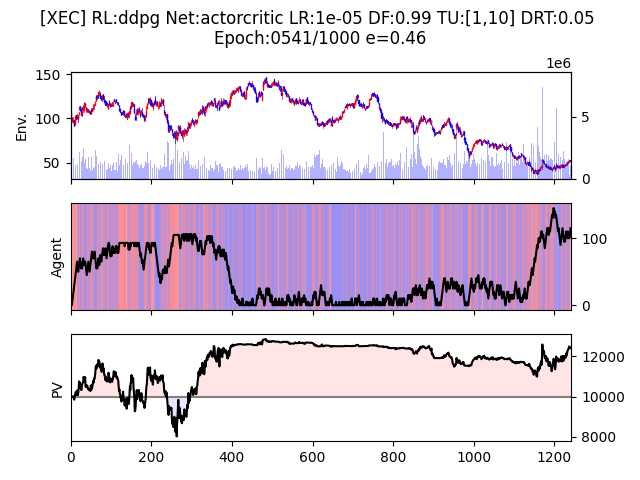 [XEC] RL:ddpg Net:actorcritic LR:1e-05 DF:0.99 TU:[1,10] DRT:0.05
Epoch:0541/1000 e=0.46
1e6
150
100
50
Env.
5
0
Agent
100
0
PV
12000
10000
8000
0 200 400 600 800 1000 1200